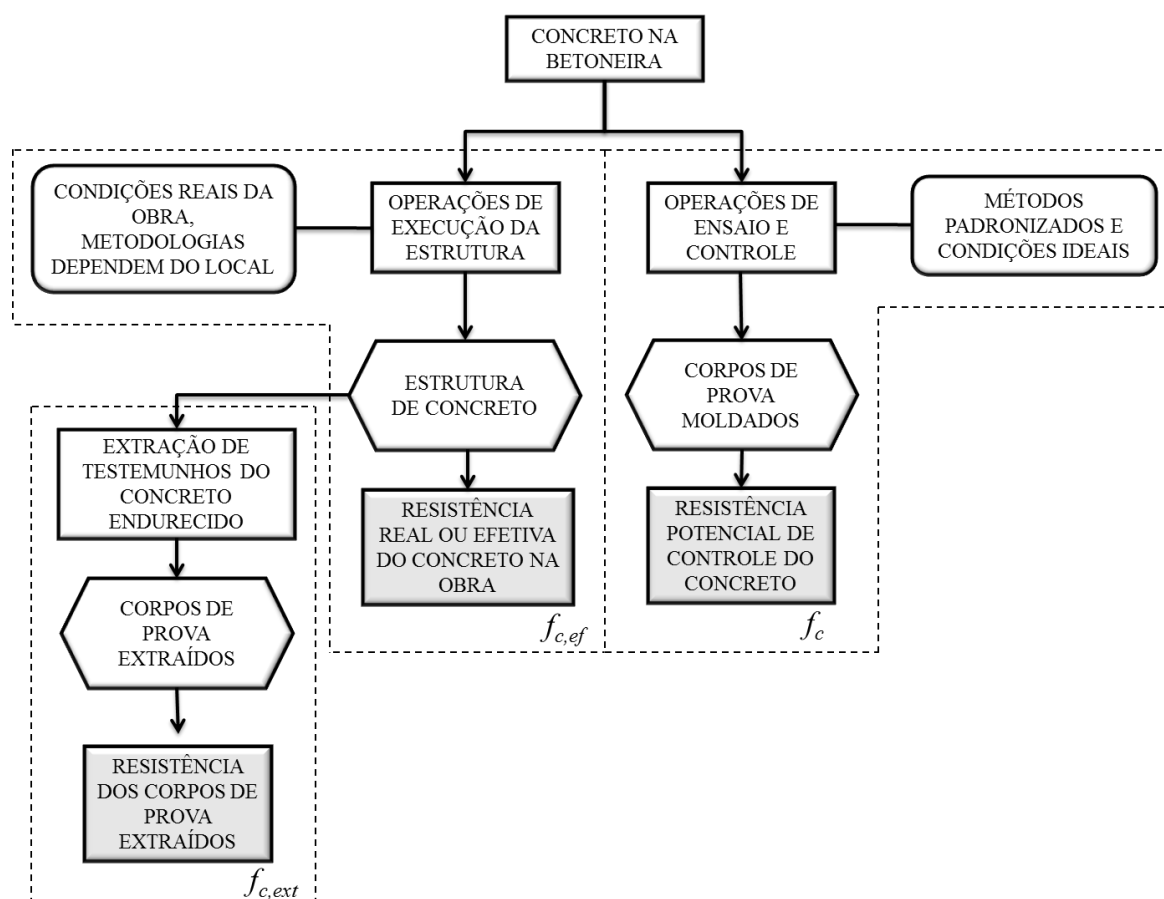 CONCRETO NA
BETONEIRA
CONDIÇÕES REAIS DA
OBRA,
METODOLOGIAS
DEPENDEM DO LOCAL
OPERAÇÕES DE
EXECUÇÃO DA
ESTRUTURA
OPERAÇÕES DE
ENSAIO E
CONTROLE
MÉTODOS
PADRONIZADOS E
CONDIÇÕES IDEAIS
ESTRUTURA
DE CONCRETO
CORPOS DE
PROVA
MOLDADOS
EXTRAÇÃO DE
TESTEMUNHOS DO
CONCRETO
ENDURECIDO
RESISTÊNCIA
REAL OU EFETIVA
DO CONCRETO NA
OBRA
f_{c,ef}
RESISTÊNCIA
POTENCIAL DE
CONTROLE DO
CONCRETO
f_c
CORPOS DE
PROVA
EXTRAÍDOS
RESISTÊNCIA
DOS CORPOS DE
PROVA
EXTRAÍDOS
f_{c,ext}